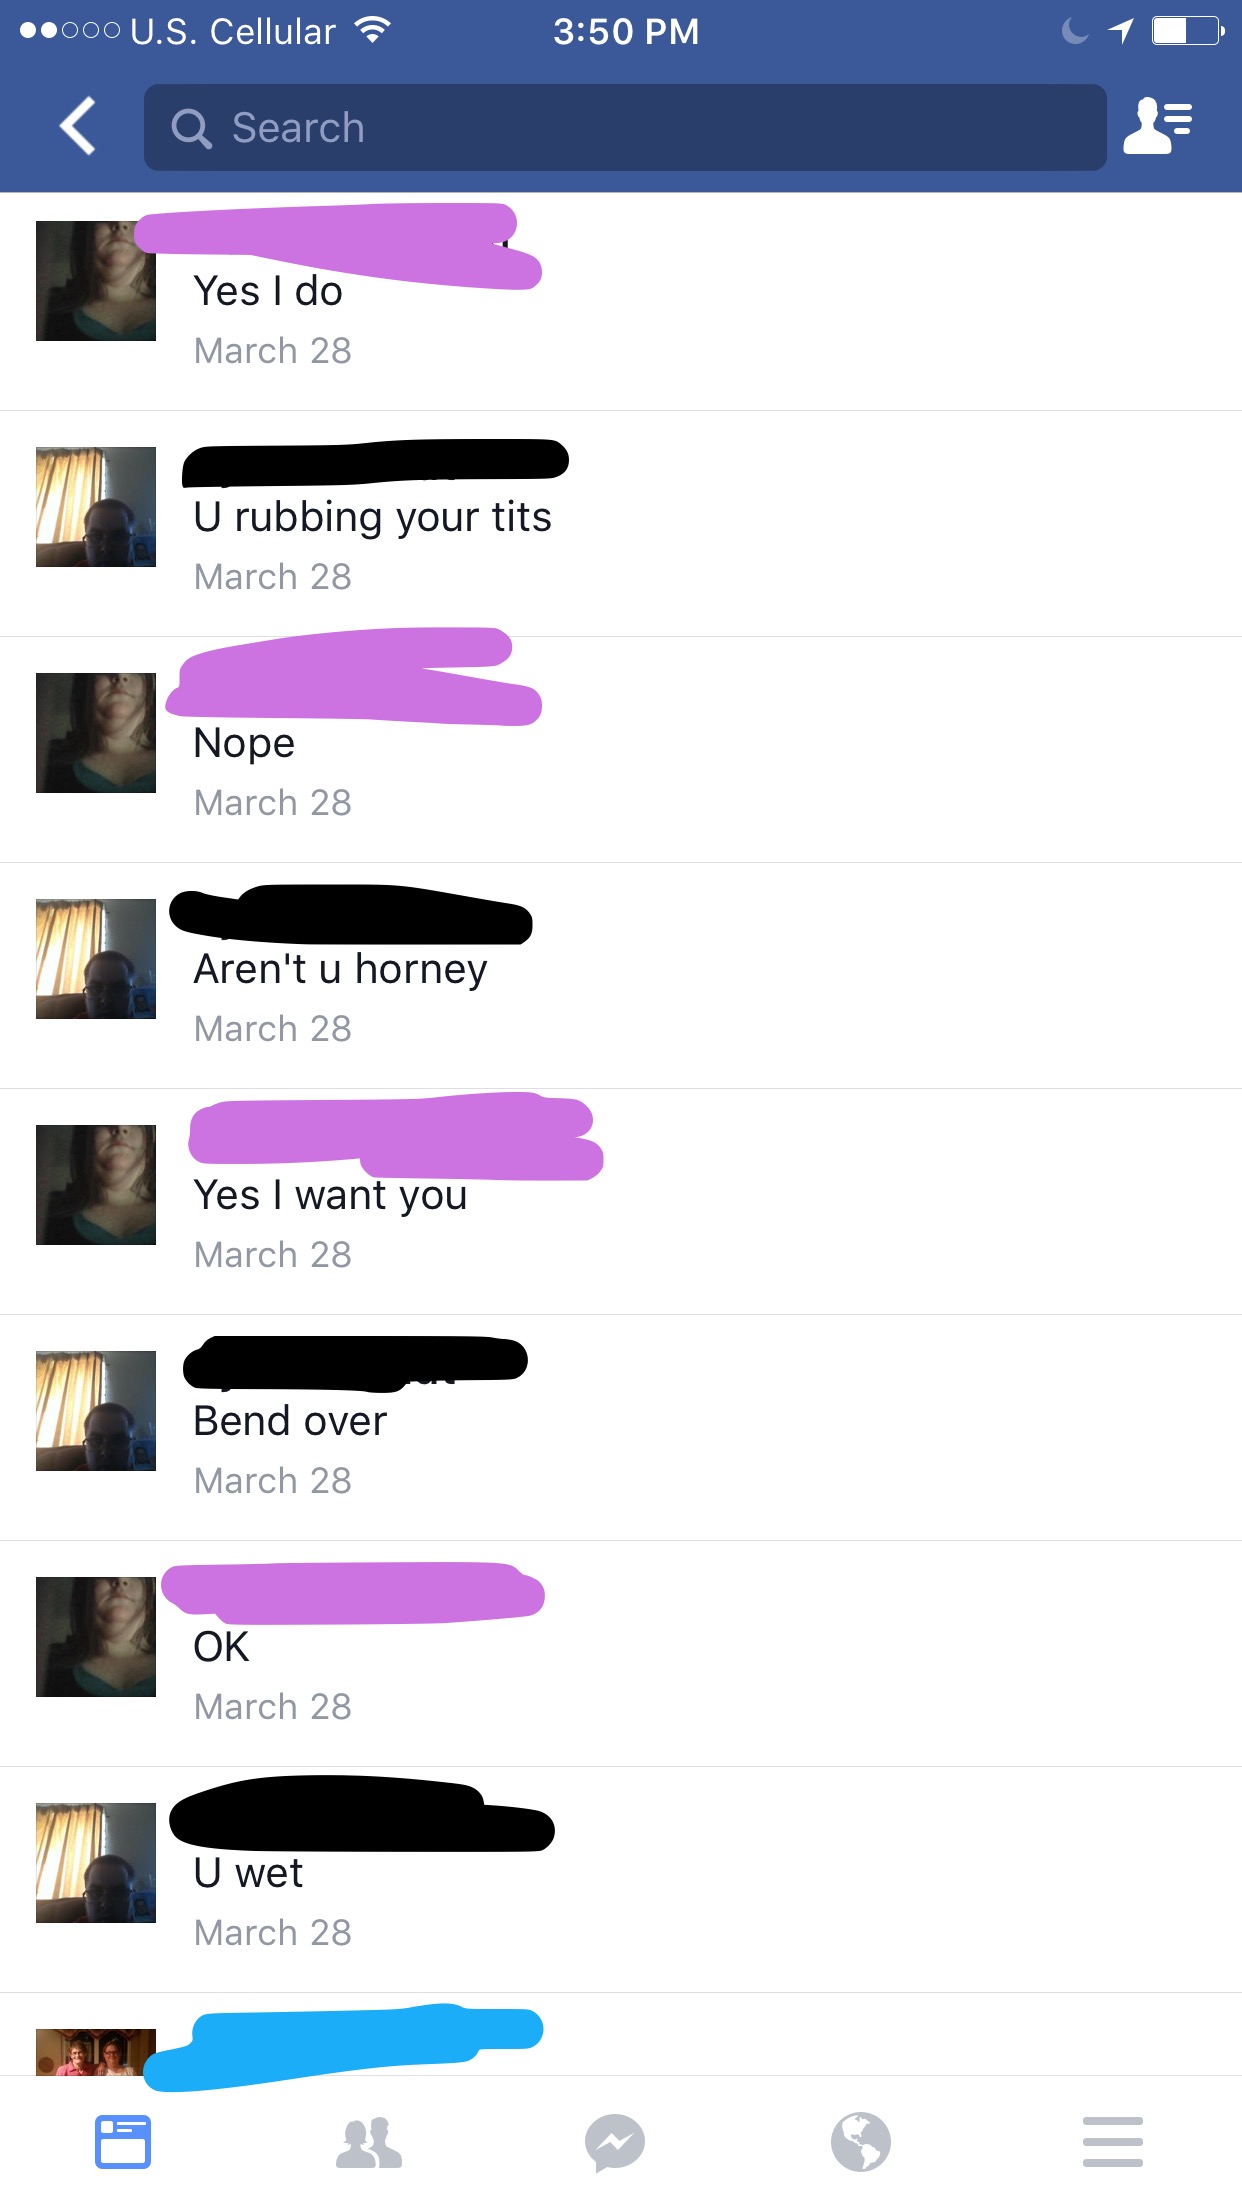 U.S. Cellular 3:50 PM
Search
Yes I do
March 28
U rubbing your tits
March 28
Nope
March 28
Aren't u horney
March 28
Yes I want you
March 28
Bend over
March 28
OK
March 28
U wet
March 28